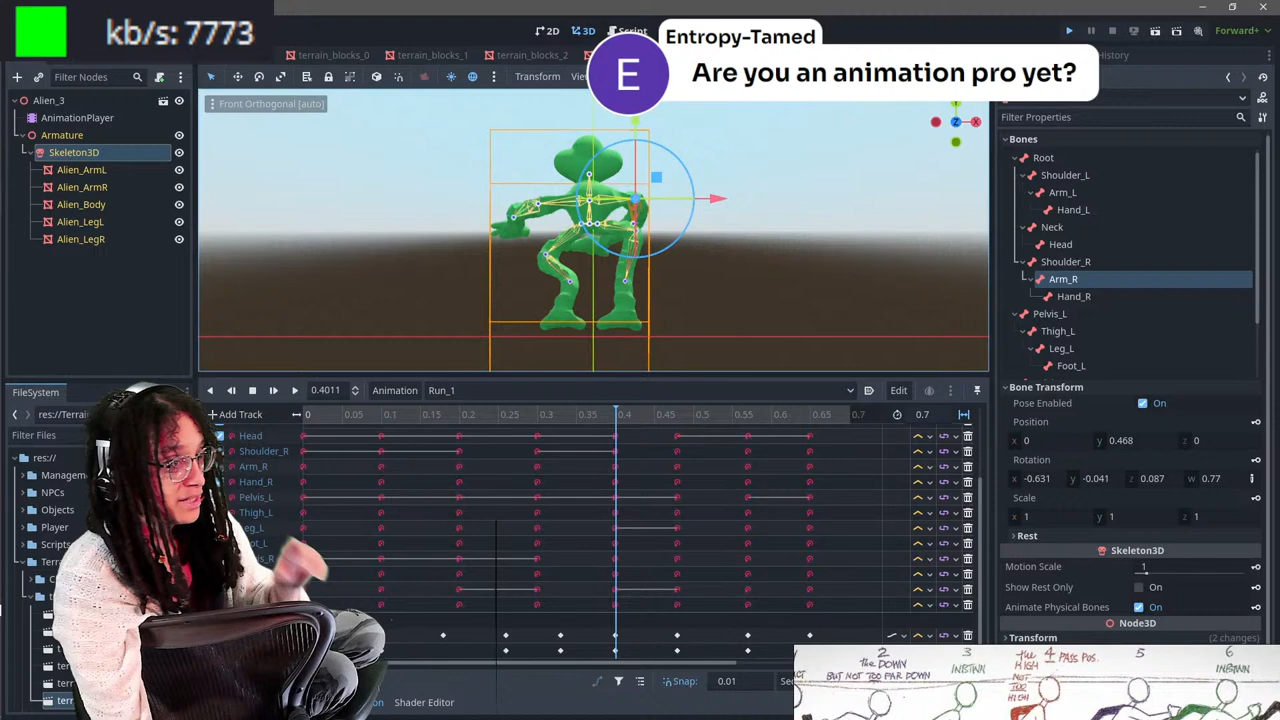 kb/s: 7773
Entropy-Tamed
E
Are you an animation pro yet?
2D
3D
Script
Forward+
terrain_blocks_0
terrain_blocks_1
terrain_blocks_2
History
Filter Nodes
Transform
Alien_3
AnimationPlayer
Armature
Skeleton3D
Alien_ArmL
Alien_ArmR
Alien_Body
Alien_LegL
Alien_LegR
Front Orthogonal [auto]
Z
X
Filter Properties
Bones
Root
Shoulder_L
Arm_L
Hand_L
Neck
Head
Shoulder_R
Arm_R
Hand_R
Pelvis_L
Thigh_L
Leg_L
Foot_L
Bone Transform
Pose Enabled
On
Position
x 0 y 0.468 z 0
Rotation
x -0.631 y -0.041 z 0.087 w 0.77
Scale
x 1 y 1 z 1
Rest
Skeleton3D
Motion Scale
1
Show Rest Only
On
Animate Physical Bones
On
Node3D
Transform
(2 changes)
FileSystem
res://Terrai
Filter Files
res://
Managem
NPCs
Objects
Player
Scripts
Terra
0.4011
Animation
Run_1
Edit
Add Track
0 0.05 0.1 0.15 0.2 0.25 0.3 0.35 0.4 0.45 0.5 0.55 0.6 0.65 0.7
0.7
Head
Shoulder_R
Arm_R
Hand_R
Pelvis_L
Thigh_L
Snap:
0.01
Shader Editor
2
the DOWN
BUT NOT TOO FAR DOWN
3
INBTWN
the HIGH
NOT TOO HIGH
4
PASS POS.
5
6
INBTWN